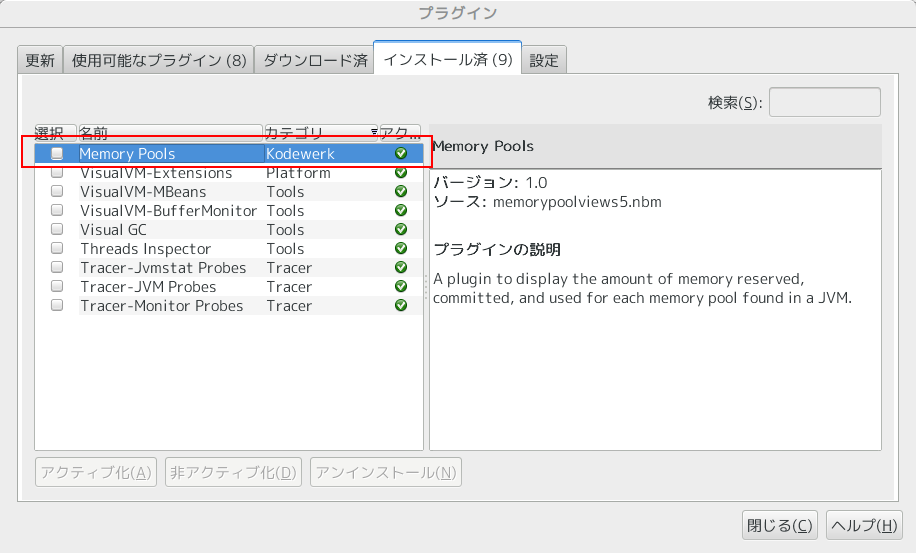 プラグイン
更新 使用可能なプラグイン (8) ダウンロード済 インストール済 (9) 設定
検索(S):
選択 名前 カテゴリ アク...
Memory Pools Kodewerk
VisualVM-Extensions Platform
VisualVM-MBeans Tools
VisualVM-BufferMonitor Tools
Visual GC Tools
Threads Inspector Tools
Tracer-Jvmstat Probes Tracer
Tracer-JVM Probes Tracer
Tracer-Monitor Probes Tracer
Memory Pools
バージョン: 1.0
ソース: memorypoolviews5.nbm
プラグインの説明
A plugin to display the amount of memory reserved,
committed, and used for each memory pool found in a JVM.
アクティブ化(A) 非アクティブ化(D) アンインストール(N)
閉じる(C) ヘルプ(H)